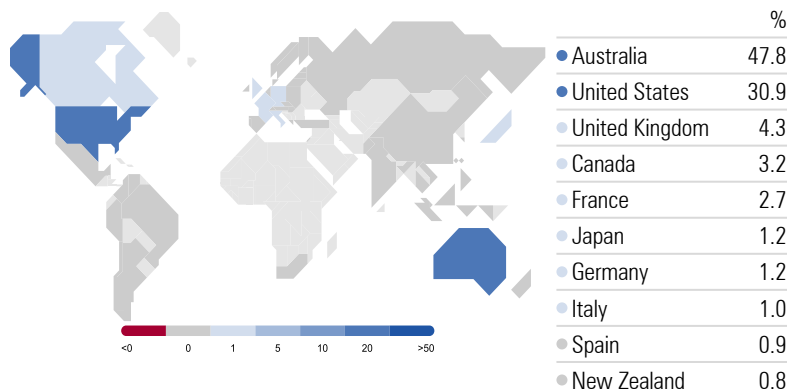 %
Australia 47.8
United States 30.9
United Kingdom 4.3
Canada 3.2
France 2.7
Japan 1.2
Germany 1.2
Italy 1.0
Spain 0.9
New Zealand 0.8
<0 0 1 5 10 20 >50